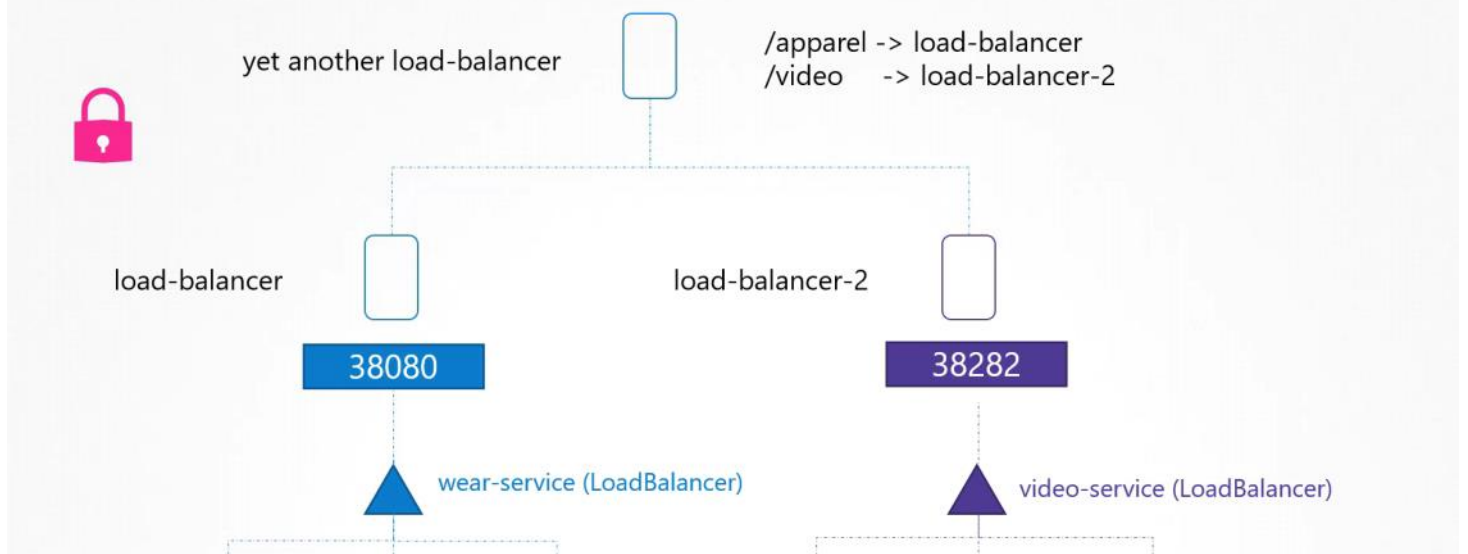 yet another load-balancer
/apparel -> load-balancer
/video -> load-balancer-2
load-balancer
load-balancer-2
38080
38282
wear-service (LoadBalancer)
video-service (LoadBalancer)